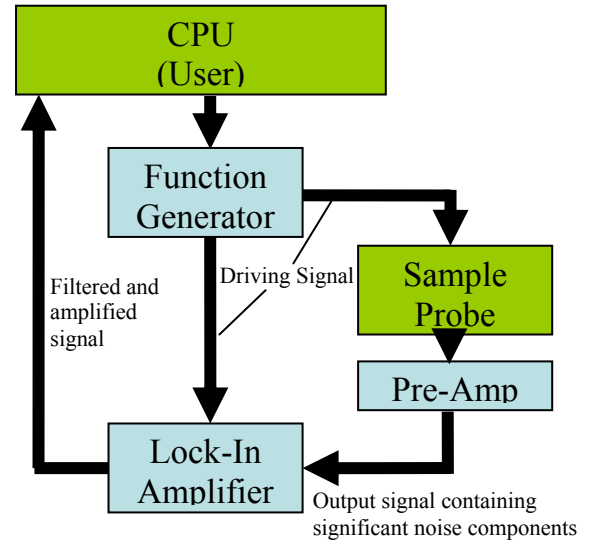 CPU
(User)
Function
Generator
Driving Signal
Filtered and
amplified
signal
Sample
Probe
Pre-Amp
Lock-In
Amplifier
Output signal containing
significant noise components